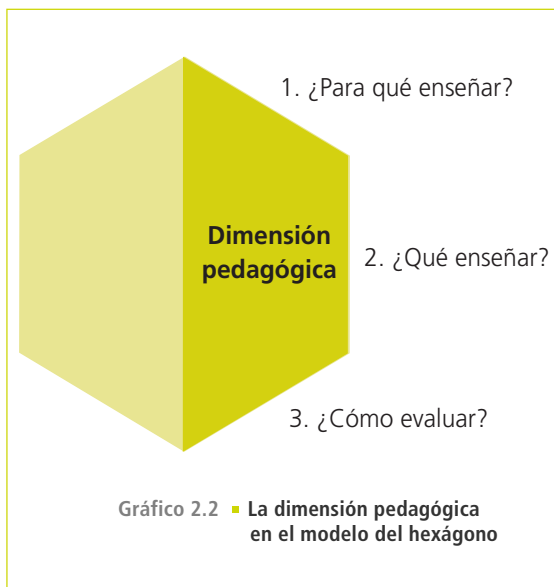 1. ¿Para qué enseñar?
Dimensión
pedagógica
2. ¿Qué enseñar?
3. ¿Cómo evaluar?
Gráfico 2.2 ▪ La dimensión pedagógica
en el modelo del hexágono